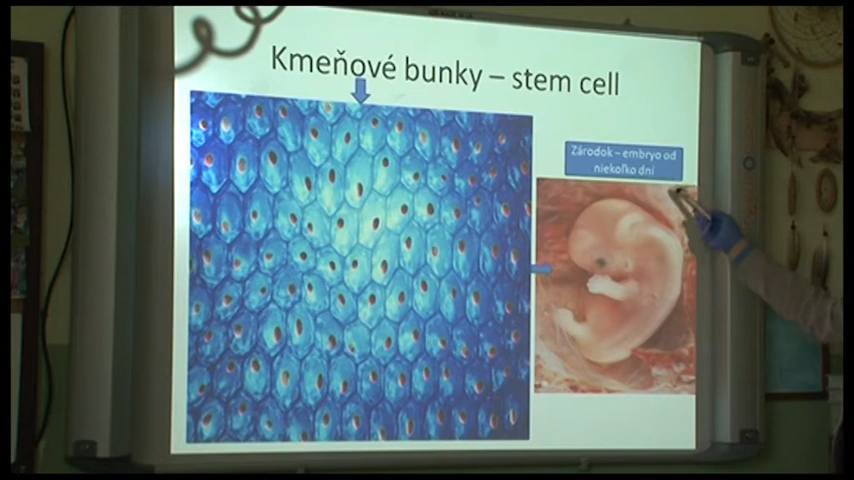 Kmeňové bunky – stem cell
Zárodok – embryo od
niekoľko dní